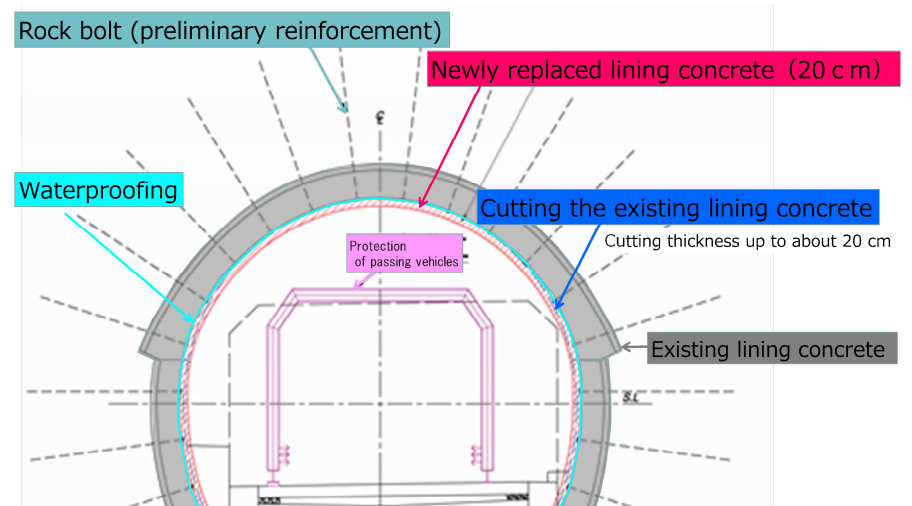 Rock bolt (preliminary reinforcement)
Newly replaced lining concrete（20ｃｍ）
Waterproofing
Cutting the existing lining concrete
Cutting thickness up to about 20 cm
Protection
of passing vehicles
Existing lining concrete
S.L